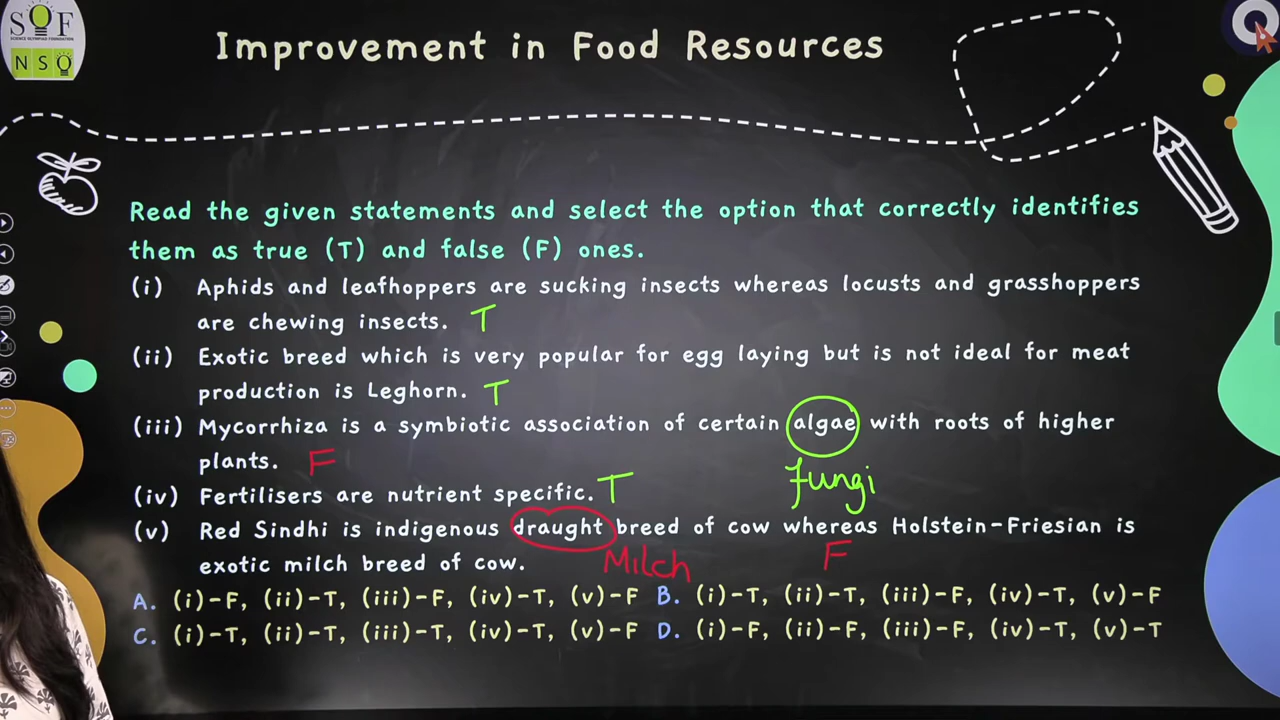 SOF
SCIENCE OLYMPIAD FOUNDATION
NSO
Improvement in Food Resources
Read the given statements and select the option that correctly identifies
them as true (T) and false (F) ones.
(i) Aphids and leafhoppers are sucking insects whereas locusts and grasshoppers
are chewing insects. T
(ii) Exotic breed which is very popular for egg laying but is not ideal for meat
production is Leghorn. T
(iii) Mycorrhiza is a symbiotic association of certain algae with roots of higher
plants. F
fungi
(iv) Fertilisers are nutrient specific. T
(v) Red Sindhi is indigenous draught breed of cow whereas Holstein-Friesian is
exotic milch breed of cow. Milch F
A. (i)-F, (ii)-T, (iii)-F, (iv)-T, (v)-F B. (i)-T, (ii)-T, (iii)-F, (iv)-T, (v)-F
C. (i)-T, (ii)-T, (iii)-T, (iv)-T, (v)-F D. (i)-F, (ii)-F, (iii)-F, (iv)-T, (v)-T